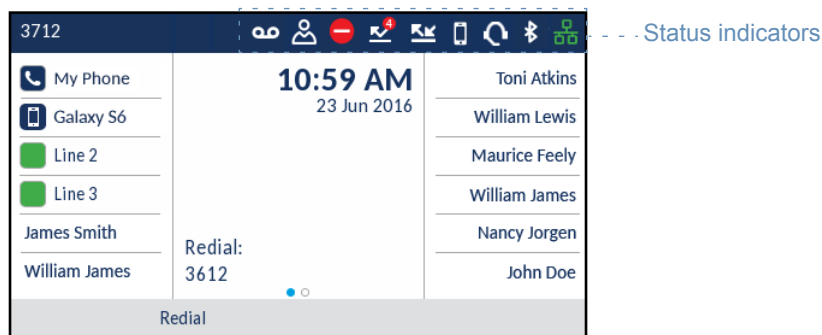 3712
4
Status indicators
My Phone
Galaxy S6
Line 2
Line 3
James Smith
William James
10:59 AM
23 Jun 2016
Redial:
3612
Toni Atkins
William Lewis
Maurice Feely
William James
Nancy Jorgen
John Doe
Redial